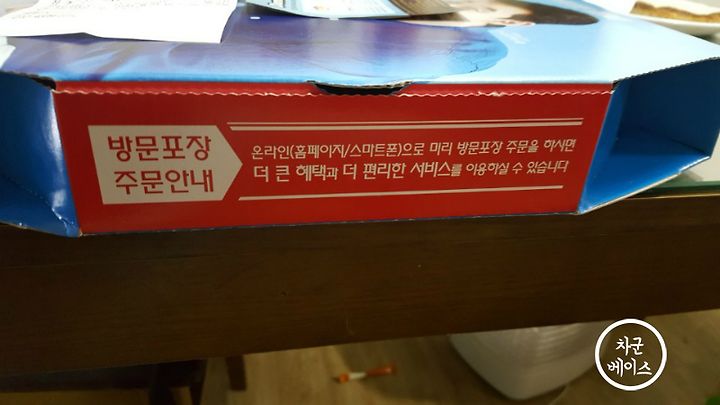 방문포장
주문안내
온라인(홈페이지/스마트폰)으로 미리 방문포장 주문을 하시면
더 큰 혜택과 더 편리한 서비스를 이용하실 수 있습니다
차군
베이스